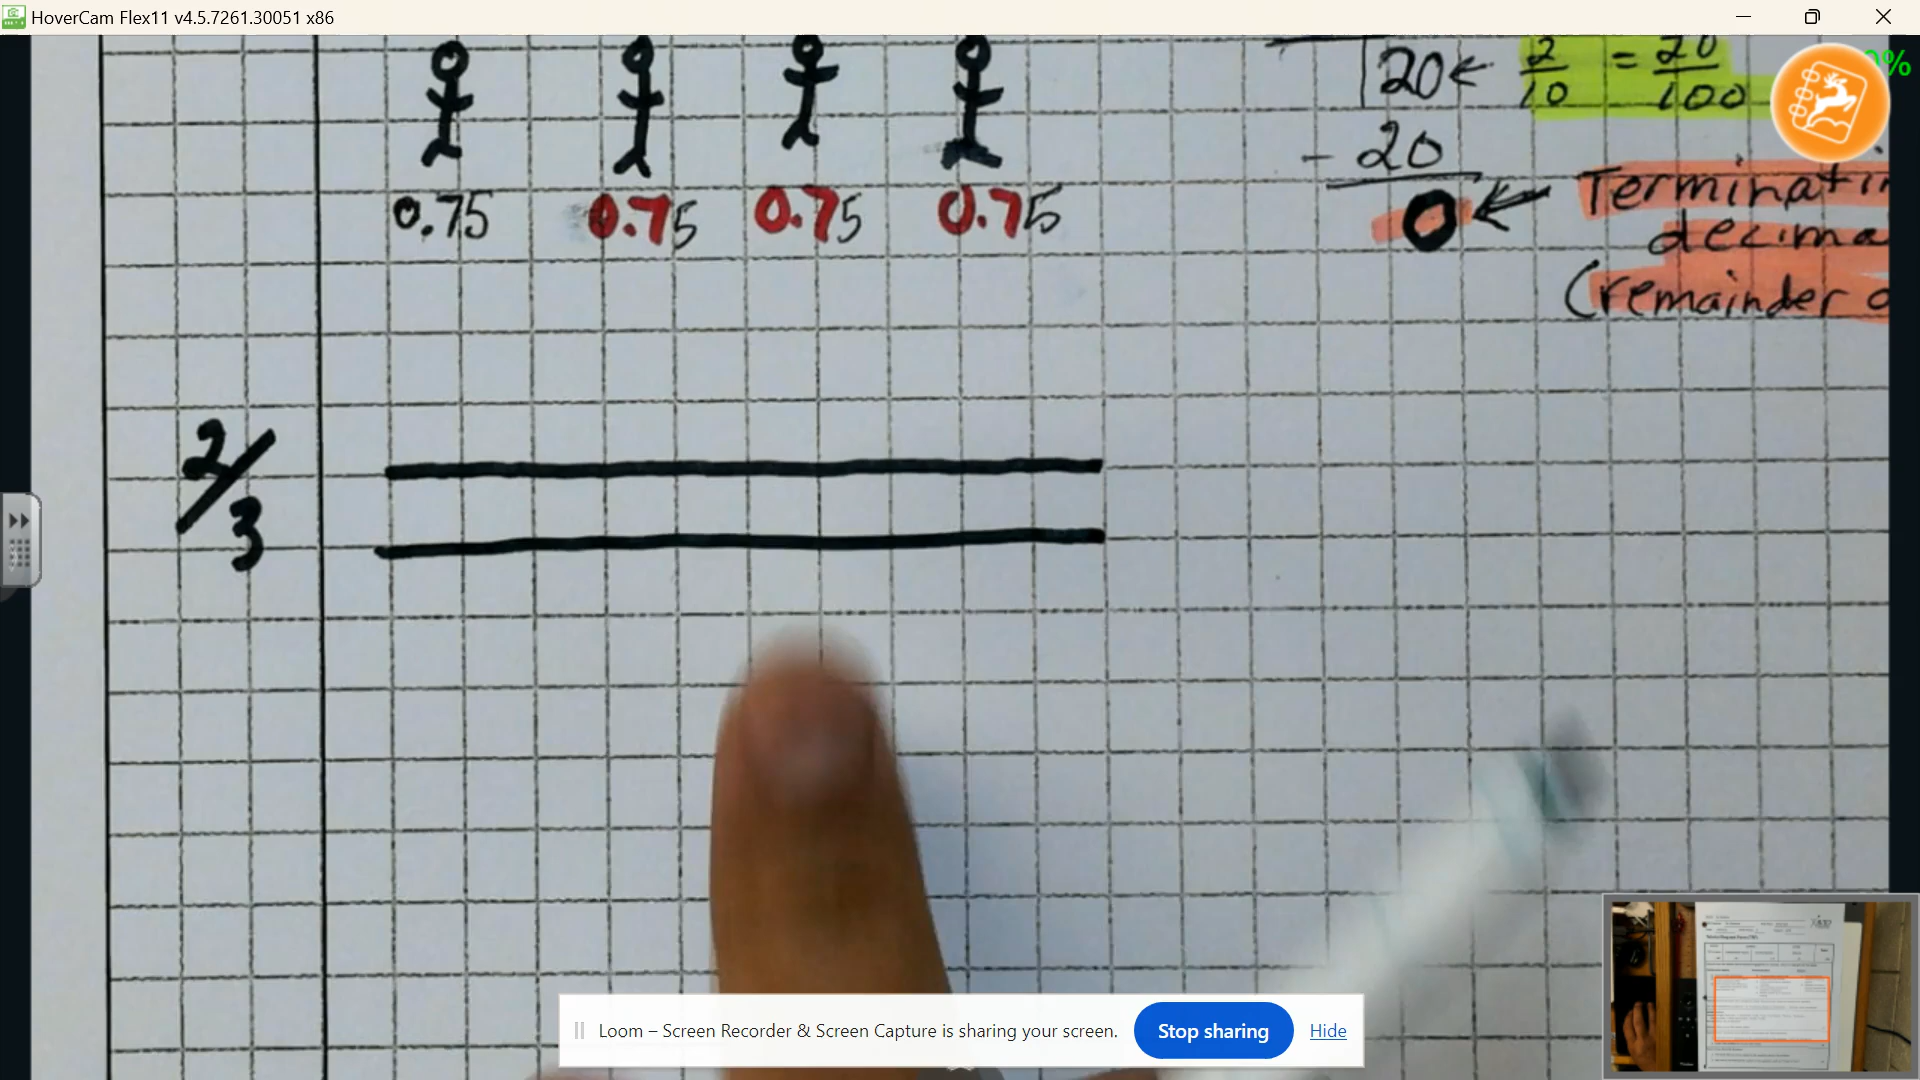 HoverCam Flex11 v4.5.7261.30051 x86
%
20 ← 2/10 = 20/100
- 20
0
Terminati
decima
(remainder
0.75 0.75 0.75 0.75
2/3
Loom – Screen Recorder & Screen Capture is sharing your screen. Stop sharing Hide